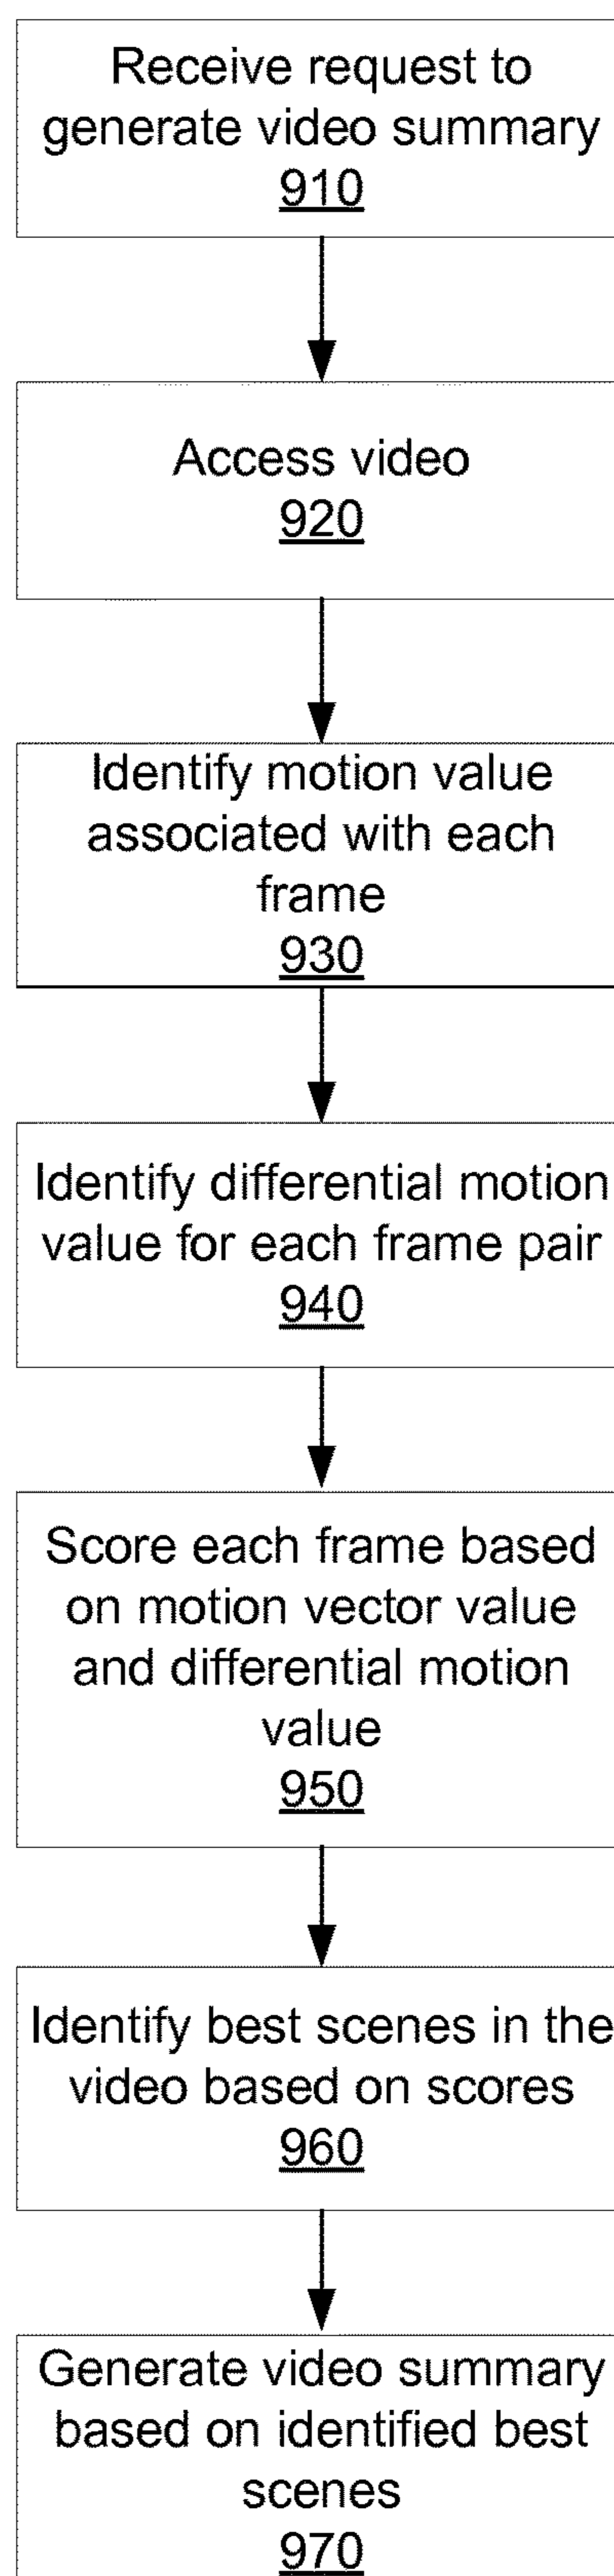 Receive request to
generate video summary
910
Access video
920
Identify motion value
associated with each
frame
930
Identify differential motion
value for each frame pair
940
Score each frame based
on motion vector value
and differential motion
value
950
Identify best scenes in the
video based on scores
960
Generate video summary
based on identified best
scenes
970